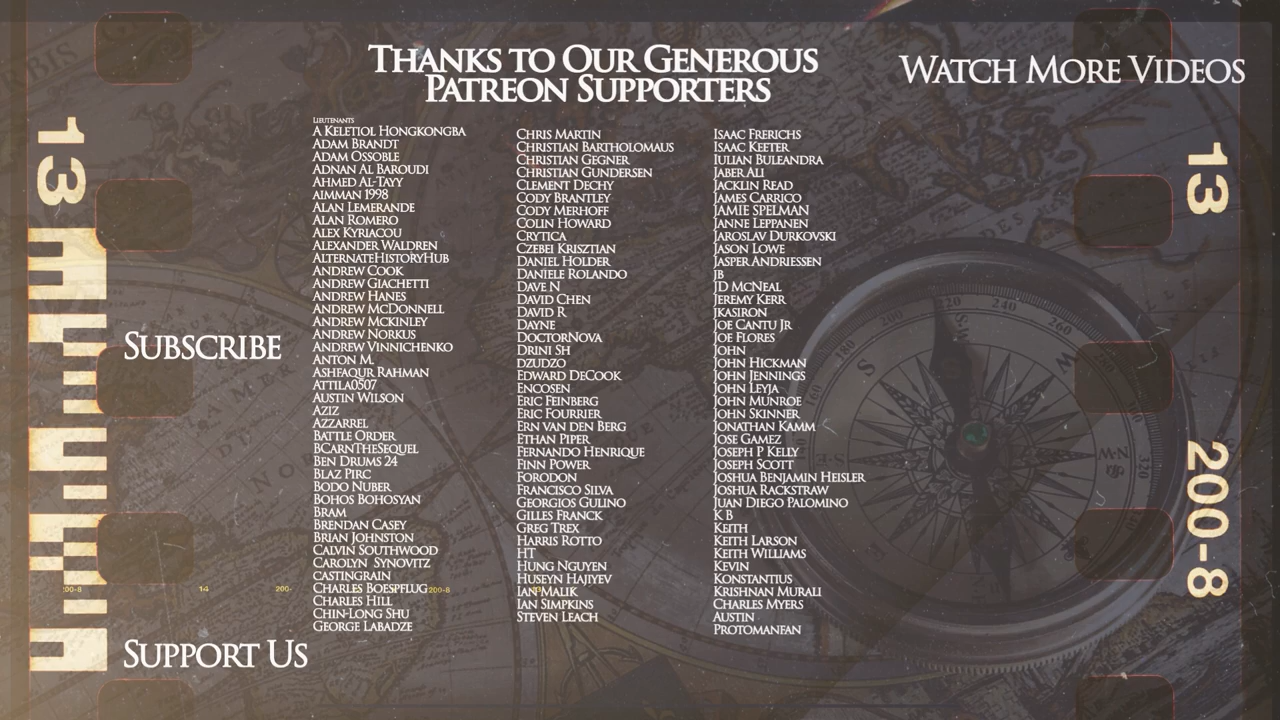 Thanks to Our Generous
Patreon Supporters
Watch More Videos
Subscribe
Support Us
Lieutenants
A Keletiol Hongkongba
Adam Brandt
Adam Ossoble
Adnan Al Baroudi
Ahmed Al-Tayy
aimman 1998
Alan Lemerande
Alan Romero
Alex Kyriacou
Alexander Waldren
AlternateHistoryHub
Andrew Cook
Andrew Giachetti
Andrew Hanes
Andrew McDonnell
Andrew Mckinley
Andrew Norkus
Andrew Vinnichenko
Anton M.
Ashfaqur Rahman
Attila0507
Austin Wilson
Aziz
Azzarrel
Battle Order
BCarnTheSequel
Ben Drums 24
Blaz Pirc
Bodo Nuber
Bohos Bohosyan
Bram
Brendan Casey
Brian Johnston
Calvin Southwood
Carolyn Synovitz
castingrain
Charles Boespflug
Charles Hill
Chin-Long Shu
George Labadze
Chris Martin
Christian Bartholomaus
Christian Gegner
Christian Gundersen
Clement Dechy
Cody Brantley
Cody Merhoff
Colin Howard
Crytica
Czebei Krisztian
Daniel Holder
Daniele Rolando
Dave N
David Chen
David R
Dayne
DoctorNova
Drini Sh
dzudzo
Edward DeCook
Encosen
Eric Feinberg
Eric Fourrier
Ern van den Berg
Ethan Piper
Fernando Henrique
Finn Power
Forodon
Francisco Silva
Georgios Gulino
Gilles Franck
Greg Trex
Harris Rotto
HT
Hung Nguyen
Huseyn Hajiyev
Ian Malik
Ian Simpkins
Steven Leach
Isaac Frerichs
Isaac Keeter
Iulian Buleandra
Jaber Ali
Jacklin Read
James Carrico
JAMIE SPELMAN
Janne Leppanen
Jaroslav Durkovski
Jason Lowe
Jasper Andriessen
jb
JD McNeal
Jeremy Kerr
jkasiron
Joe Cantu Jr
Joe Flores
John
John Hickman
John Jennings
John Leyja
John Munroe
John Skinner
Jonathan Kamm
Jose Gamez
Joseph P Kelly
Joseph Scott
Joshua Benjamin Heisler
Joshua Rackstraw
Juan Diego Palomino
K B
Keith
Keith Larson
Keith Williams
Kevin
Konstantius
Krishnan Murali
Charles Myers
Austin
Protomanfan
13
13
200-8
200-8
14
200-
200-8
180
220
240
260
320
S
W
NW